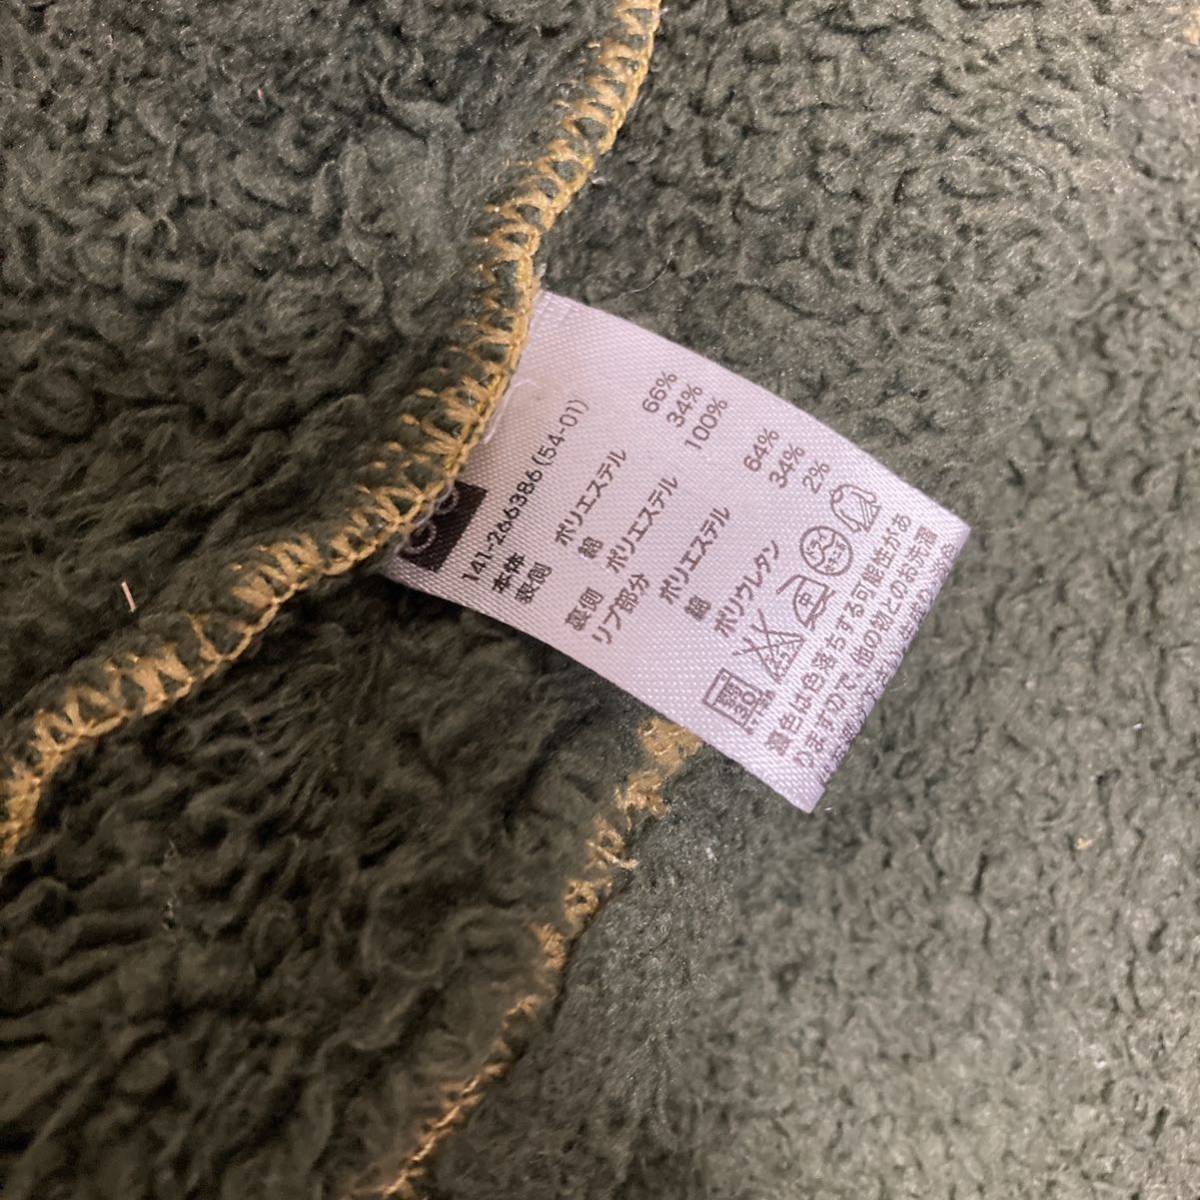 141-266386 (54-01)
本体
表側 ポリエステル 66%
綿 34%
裏側 ポリエステル 100%
リブ部分
ポリエステル 64%
綿 34%
ポリウレタン 2%
濃色は色落ちする可能性があ
りますので、他の物とのお洗濯